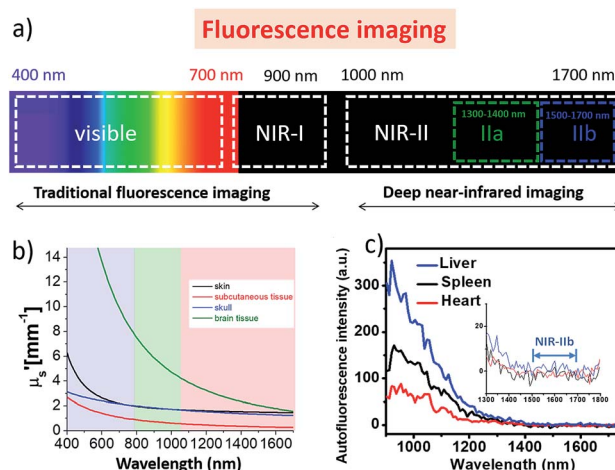 a)
Fluorescence imaging
400 nm 700 nm 900 nm 1000 nm 1700 nm
visible NIR-I NIR-II
1300-1400 nm
IIa
1500-1700 nm
IIb
Traditional fluorescence imaging Deep near-infrared imaging
b)
14
12
10
8
6
4
2
0
μs'[mm-1]
skin
subcutaneous tissue
skull
brain tissue
400 600 800 1000 1200 1400 1600
Wavelength (nm)
c)
Autofluorescence intensity (a.u.)
300
200
100
0
Liver
Spleen
Heart
20
0
NIR-IIb
1300 1400 1500 1600 1700 1800
1000 1200 1400 1600
Wavelength (nm)